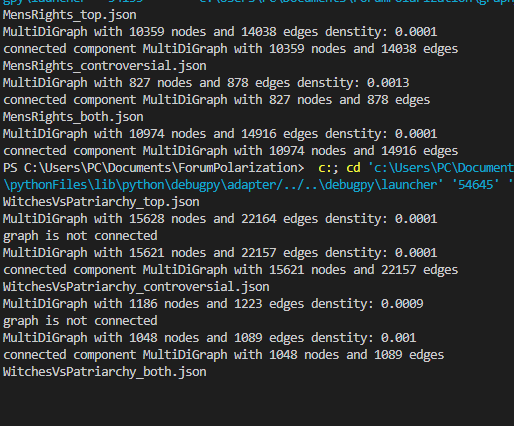 MensRights_top.json
MultiDiGraph with 10359 nodes and 14038 edges denstity: 0.0001
connected component MultiDiGraph with 10359 nodes and 14038 edges
MensRights_controversial.json
MultiDiGraph with 827 nodes and 878 edges denstity: 0.0013
connected component MultiDiGraph with 827 nodes and 878 edges
MensRights_both.json
MultiDiGraph with 10974 nodes and 14916 edges denstity: 0.0001
connected component MultiDiGraph with 10974 nodes and 14916 edges
PS C:\Users\PC\Documents\ForumPolarization>  c:; cd 'c:\Users\PC\Document
\pythonFiles\lib\python\debugpy\adapter/../..\debugpy\launcher' '54645' '
WitchesVsPatriarchy_top.json
MultiDiGraph with 15628 nodes and 22164 edges denstity: 0.0001
graph is not connected
MultiDiGraph with 15621 nodes and 22157 edges denstity: 0.0001
connected component MultiDiGraph with 15621 nodes and 22157 edges
WitchesVsPatriarchy_controversial.json
MultiDiGraph with 1186 nodes and 1223 edges denstity: 0.0009
graph is not connected
MultiDiGraph with 1048 nodes and 1089 edges denstity: 0.001
connected component MultiDiGraph with 1048 nodes and 1089 edges
WitchesVsPatriarchy_both.json